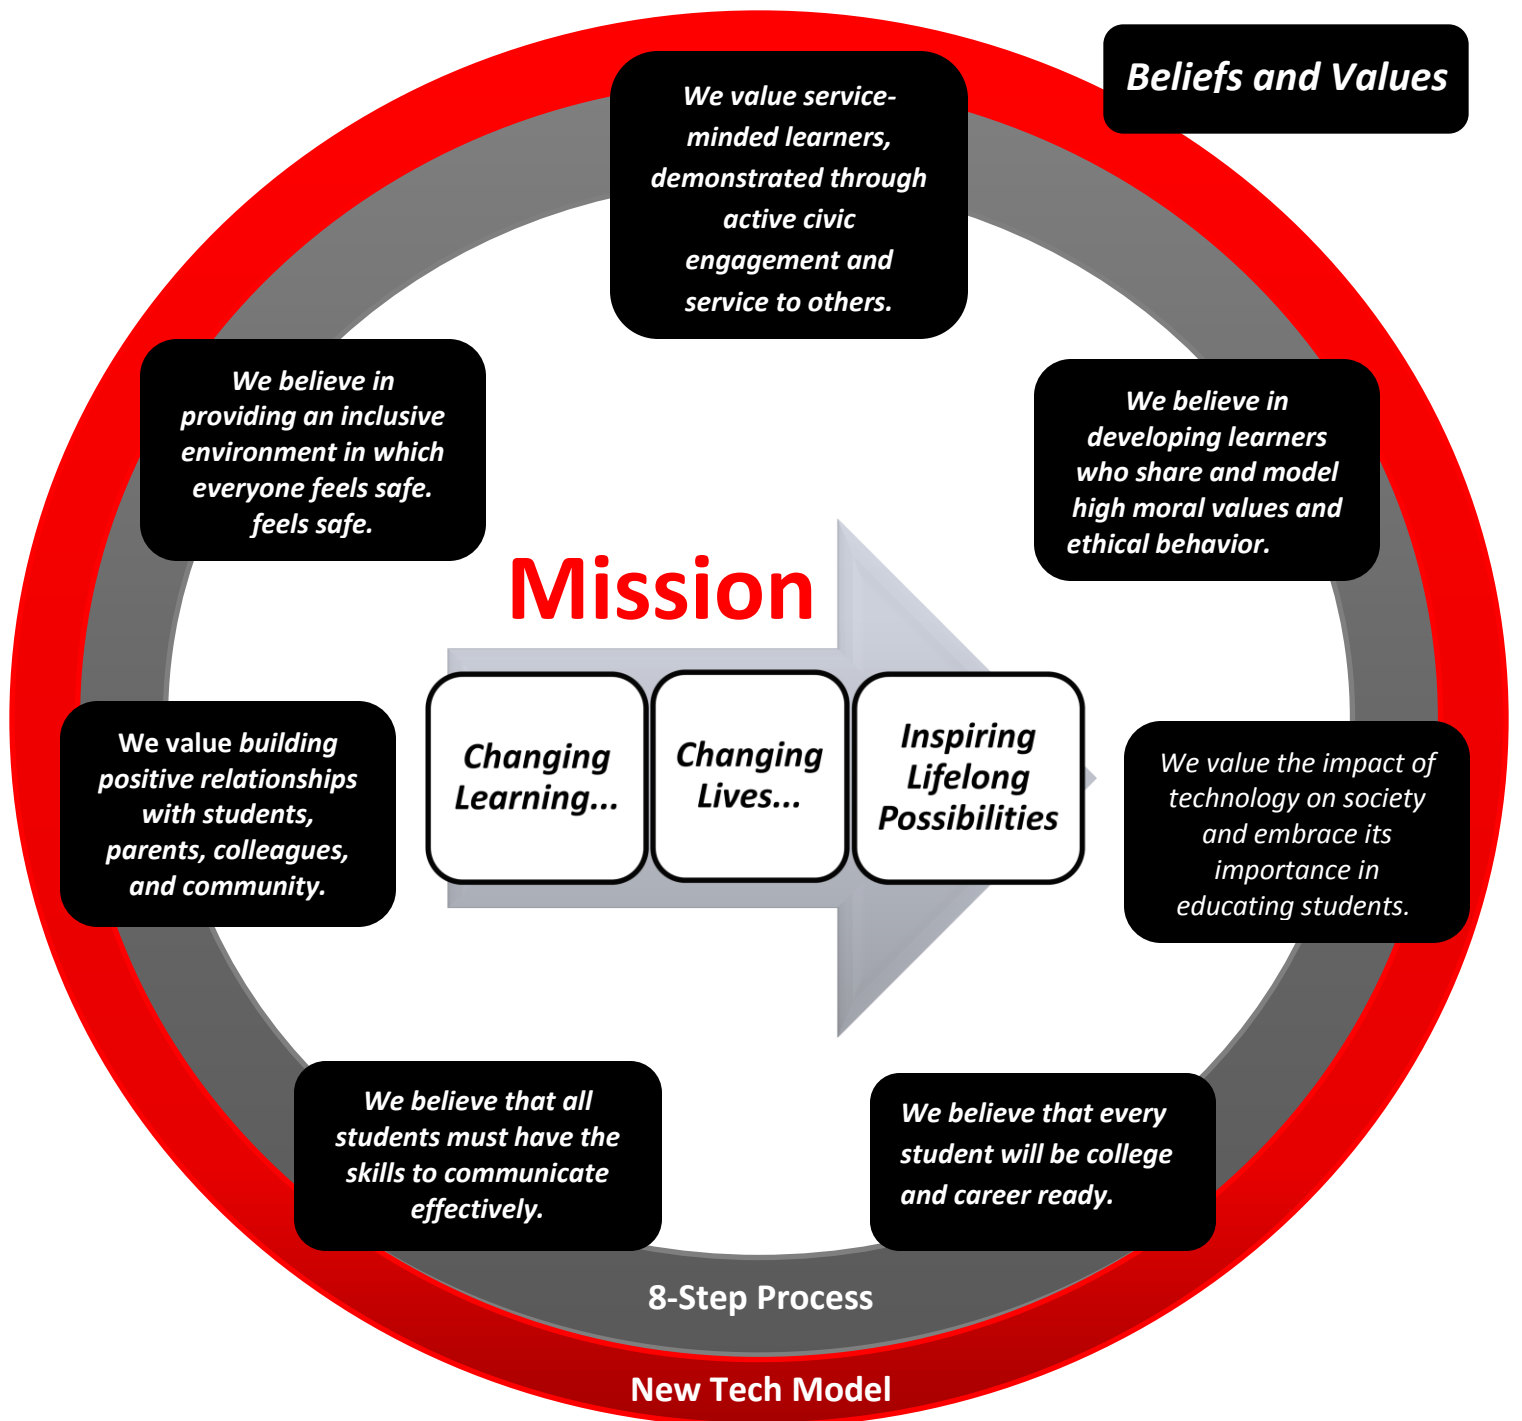 Beliefs and Values
We value service-
minded learners,
demonstrated through
active civic
engagement and
service to others.
We believe in
providing an inclusive
environment in which
everyone feels safe.
feels safe.
We believe in
developing learners
who share and model
high moral values and
ethical behavior.
Mission
Changing
Learning...
Changing
Lives...
Inspiring
Lifelong
Possibilities
We value building
positive relationships
with students,
parents, colleagues,
and community.
We value the impact of
technology on society
and embrace its
importance in
educating students.
We believe that all
students must have the
skills to communicate
effectively.
We believe that every
student will be college
and career ready.
8-Step Process
New Tech Model